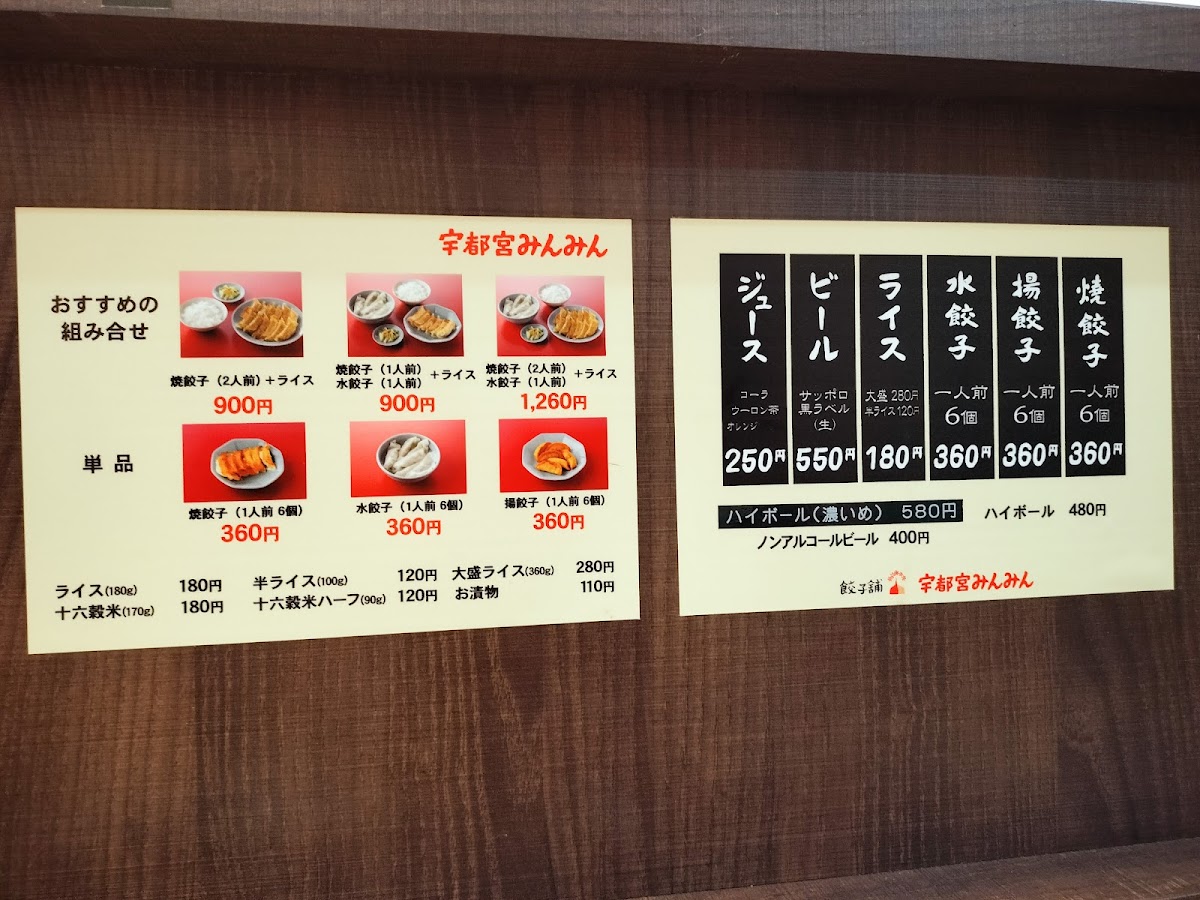 宇都宮みんみん
おすすめの
組み合せ
焼餃子（2人前）＋ライス
900円
焼餃子（1人前）
水餃子（1人前）
＋ライス
900円
焼餃子（2人前）
水餃子（1人前）
＋ライス
1,260円
単品
焼餃子（1人前 6個）
360円
水餃子（1人前 6個）
360円
揚餃子（1人前 6個）
360円
ライス(180g) 180円
半ライス(100g) 120円
大盛ライス(360g) 280円
十六穀米(170g) 180円
十六穀米ハーフ(90g) 120円
お漬物 110円
焼餃子
一人前
6個
360円
揚餃子
一人前
6個
360円
水餃子
一人前
6個
360円
ライス
大盛 280円
半ライス 120円
180円
ビール
サッポロ
黒ラベル
(生)
550円
ジュース
コーラ
ウーロン茶
オレンジ
250円
ハイボール（濃いめ） 580円
ハイボール 480円
ノンアルコールビール 400円
餃子舗 宇都宮みんみん